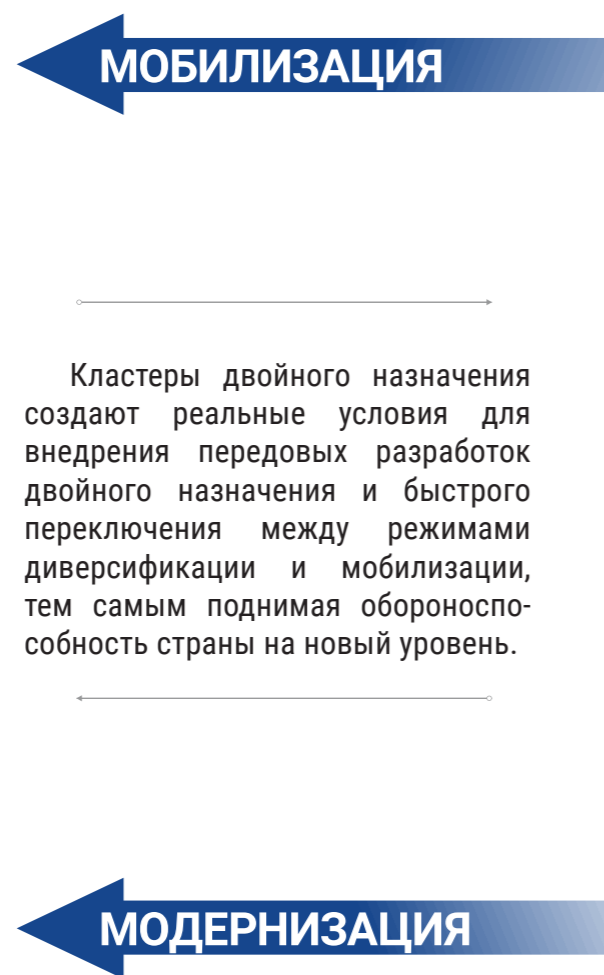 МОБИЛИЗАЦИЯ
Кластеры двойного назначения
создают реальные условия для
внедрения передовых разработок
двойного назначения и быстрого
переключения между режимами
диверсификации и мобилизации,
тем самым поднимая обороноспо-
собность страны на новый уровень.
МОДЕРНИЗАЦИЯ